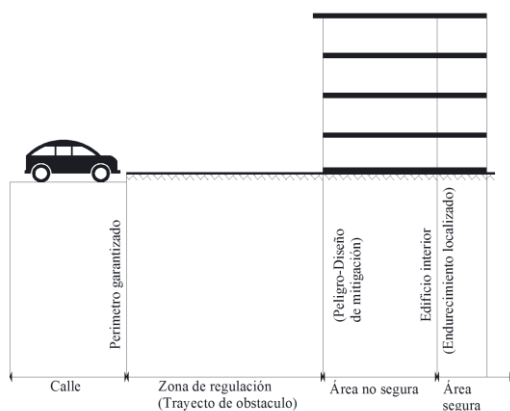 Perímetro garantizado
(Peligro-Diseño
de mitigación)
Edificio interior
(Endurecimiento localizado)
Calle
Zona de regulación
(Trayecto de obstaculo)
Área no segura
Área
segura